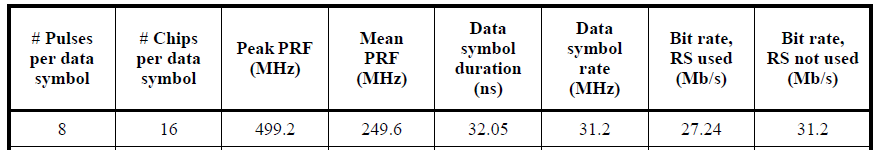 # Pulses per data symbol | # Chips per data symbol | Peak PRF (MHz) | Mean PRF (MHz) | Data symbol duration (ns) | Data symbol rate (MHz) | Bit rate, RS used (Mb/s) | Bit rate, RS not used (Mb/s)
8 | 16 | 499.2 | 249.6 | 32.05 | 31.2 | 27.24 | 31.2